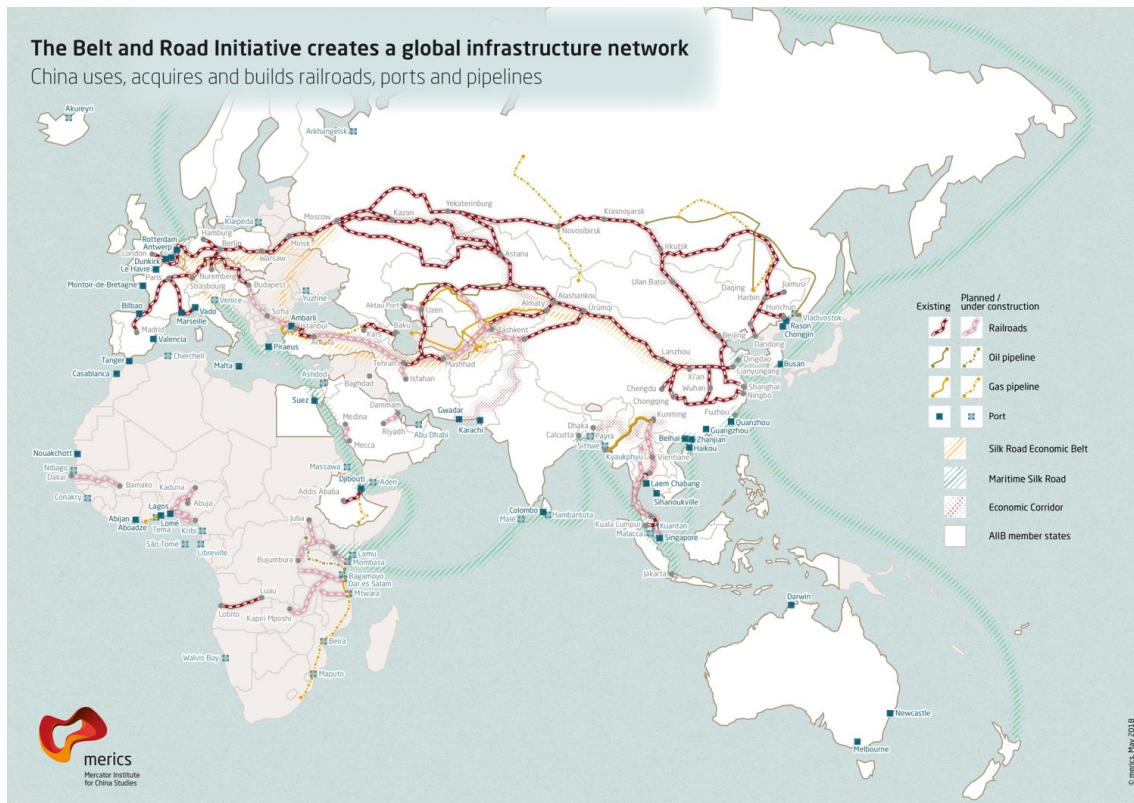 The Belt and Road Initiative creates a global infrastructure network
China uses, acquires and builds railroads, ports and pipelines
Akureyri
Arkhangelsk
Klaipėda
Moscow
Kazan
Yekaterinburg
Krasnoyarsk
Novosibirsk
Rotterdam
Hamburg
Antwerp
Berlin
Minsk
London
Dunkirk
Warsaw
Le Havre
Paris
Nuremberg
Strasbourg
Budapest
Montoir-de-Bretagne
Venice
Yuzhne
Astana
Irkutsk
Ulan Bator
Daqing
Jiamusi
Harbin
Hunchun
Vladivostok
Rason
Chongjin
Bilbao
Vado
Marseille
Madrid
Valencia
Sofia
Ambarli
Istanbul
Ankara
Kars
Baku
Aktau Port
Uzen
Almaty
Alashankou
Ürümqi
Tashkent
Beijing
Dandong
Tanger
Casablanca
Cherchell
Malta
Piraeus
Tehran
Mashhad
Isfahan
Lanzhou
Qingdao
Lianyungang
Busan
Xi'an
Ashdod
Suez
Baghdad
Chengdu
Wuhan
Chongqing
Shanghai
Ningbo
Dammam
Medina
Riyadh
Mecca
Abu Dhabi
Gwadar
Karachi
Dhaka
Calcutta
Payra
Sittwe
Kyaukphyu
Kunming
Fuzhou
Quanzhou
Guangzhou
Beihai
Zhanjian
Haikou
Vienbane
Nouakchott
Ndiago
Dakar
Bamako
Kaduna
Conakry
Abuja
Massawa
Aden
Djibouti
Addis Ababa
Laem Chabang
Sihanoukville
Lagos
Abijan
Lomé
Aboadze
Tema
Kribi
São Tomé
Libreville
Juba
Colombo
Hambantota
Malé
Kuala Lumpur
Kuantan
Malacca
Singapore
Jakarta
Bujumbura
Lamu
Mombasa
Bagamoyo
Dar es Salam
Mtwara
Luau
Lobito
Kapiri Mposhi
Beira
Walvis Bay
Maputo
Darwin
Newcastle
Melbourne
Existing
Planned /
under construction
Railroads
Oil pipeline
Gas pipeline
Port
Silk Road Economic Belt
Maritime Silk Road
Economic Corridor
AIIB member states
merics
Mercator Institute
for China Studies
© merics, May 2018